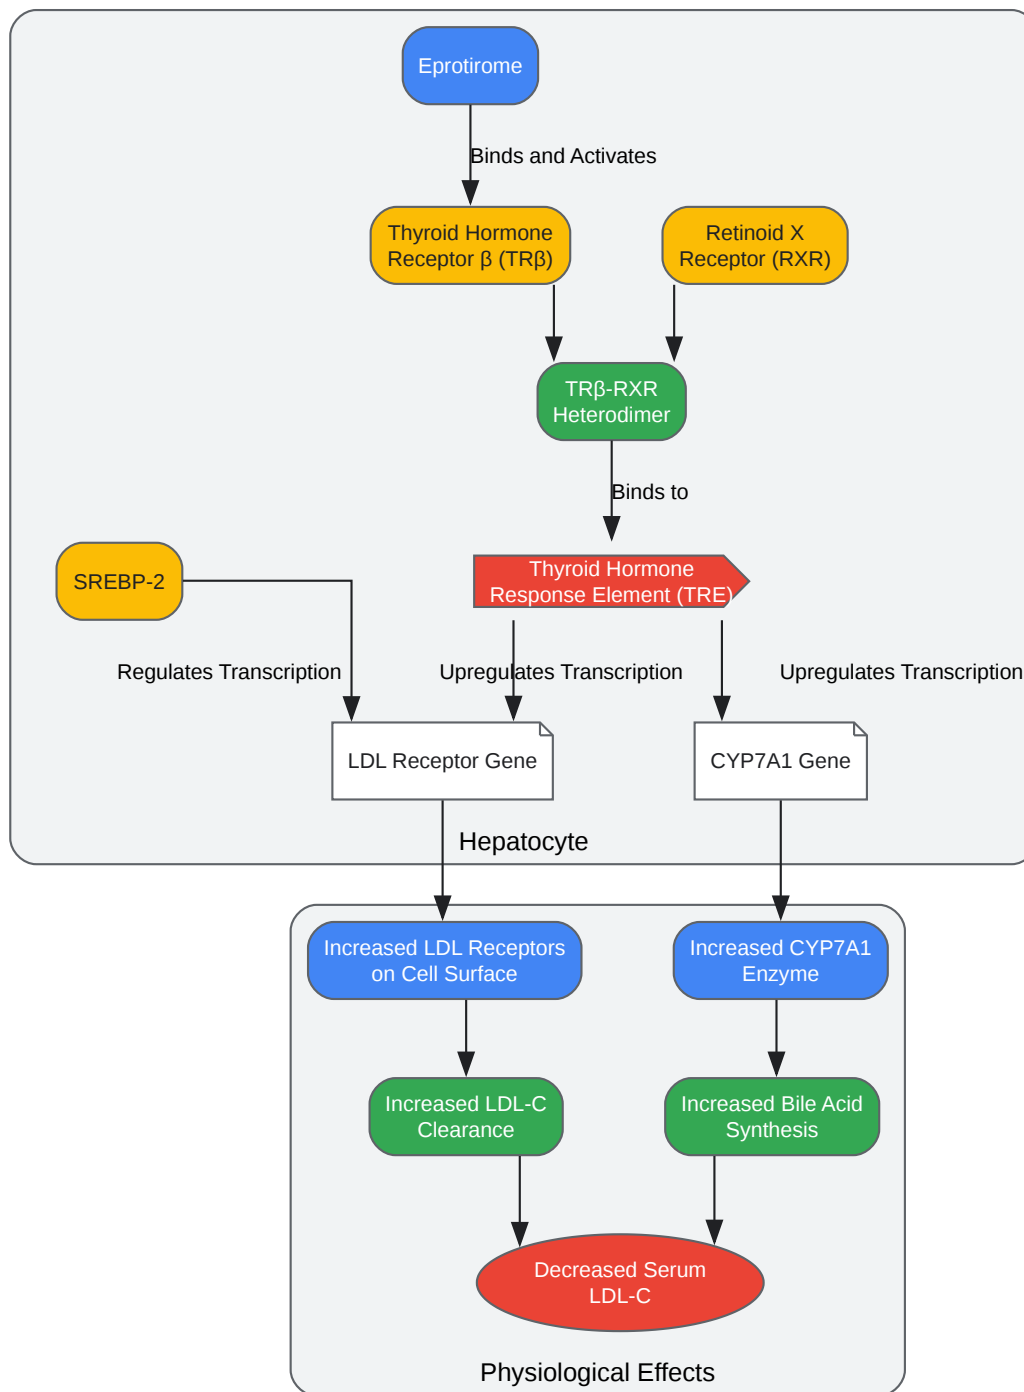 Eprotirome
Binds and Activates
Thyroid Hormone
Receptor β (TRβ)
Retinoid X
Receptor (RXR)
TRβ-RXR
Heterodimer
Binds to
SREBP-2
Thyroid Hormone
Response Element (TRE)
Regulates Transcription
Upregulates Transcription
Upregulates Transcription
LDL Receptor Gene
CYP7A1 Gene
Hepatocyte
Increased LDL Receptors
on Cell Surface
Increased CYP7A1
Enzyme
Increased LDL-C
Clearance
Increased Bile Acid
Synthesis
Decreased Serum
LDL-C
Physiological Effects